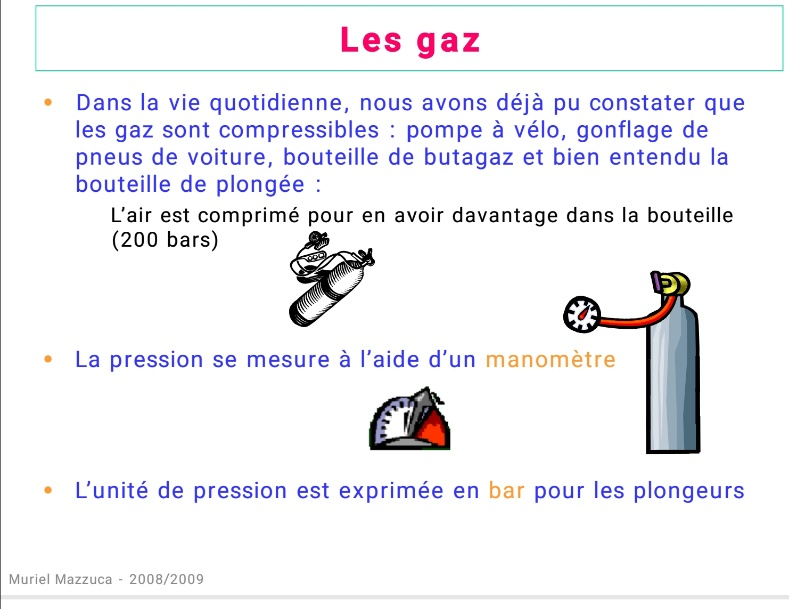 Les gaz
• Dans la vie quotidienne, nous avons déjà pu constater que
les gaz sont compressibles : pompe à vélo, gonflage de
pneus de voiture, bouteille de butagaz et bien entendu la
bouteille de plongée :
L’air est comprimé pour en avoir davantage dans la bouteille
(200 bars)
• La pression se mesure à l’aide d’un manomètre
• L’unité de pression est exprimée en bar pour les plongeurs
Muriel Mazzuca - 2008/2009